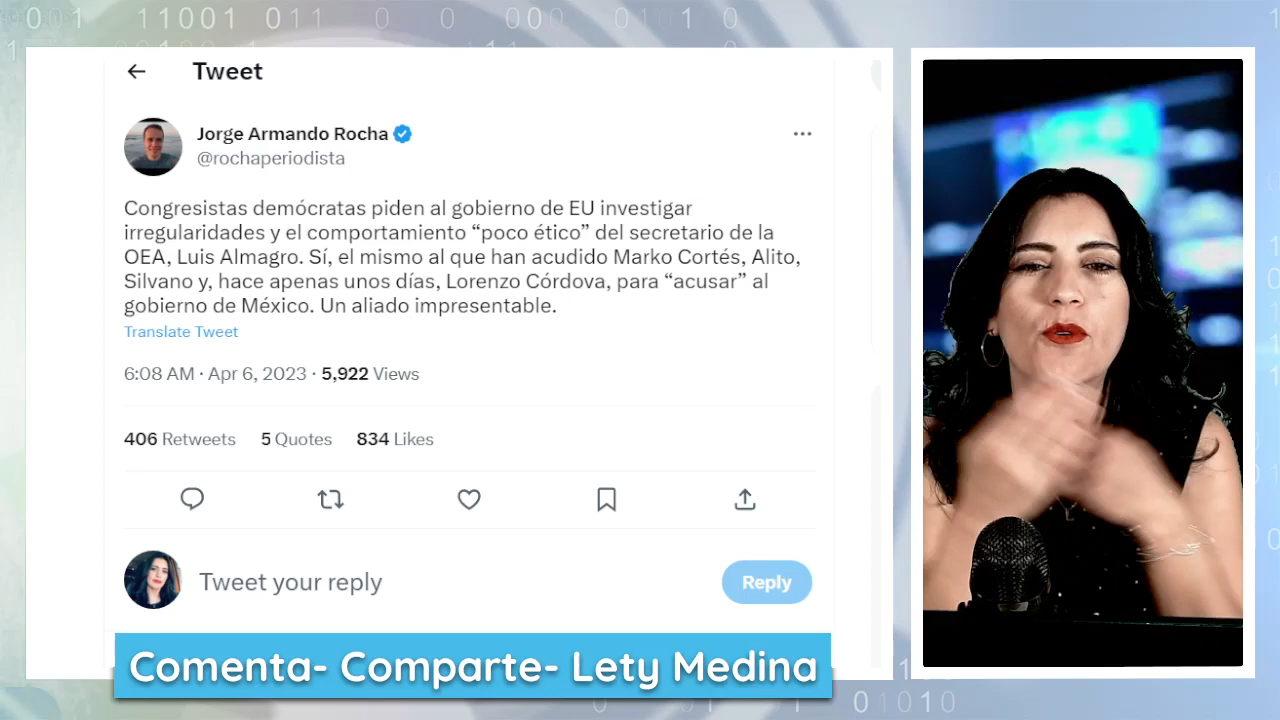 Tweet
Jorge Armando Rocha
@rochaperiodista
Congresistas demócratas piden al gobierno de EU investigar
irregularidades y el comportamiento “poco ético” del secretario de la
OEA, Luis Almagro. Sí, el mismo al que han acudido Marko Cortés, Alito,
Silvano y, hace apenas unos días, Lorenzo Córdova, para “acusar” al
gobierno de México. Un aliado impresentable.
Translate Tweet
6:08 AM · Apr 6, 2023 · 5,922 Views
406 Retweets 5 Quotes 834 Likes
Tweet your reply
Reply
Comenta- Comparte- Lety Medina